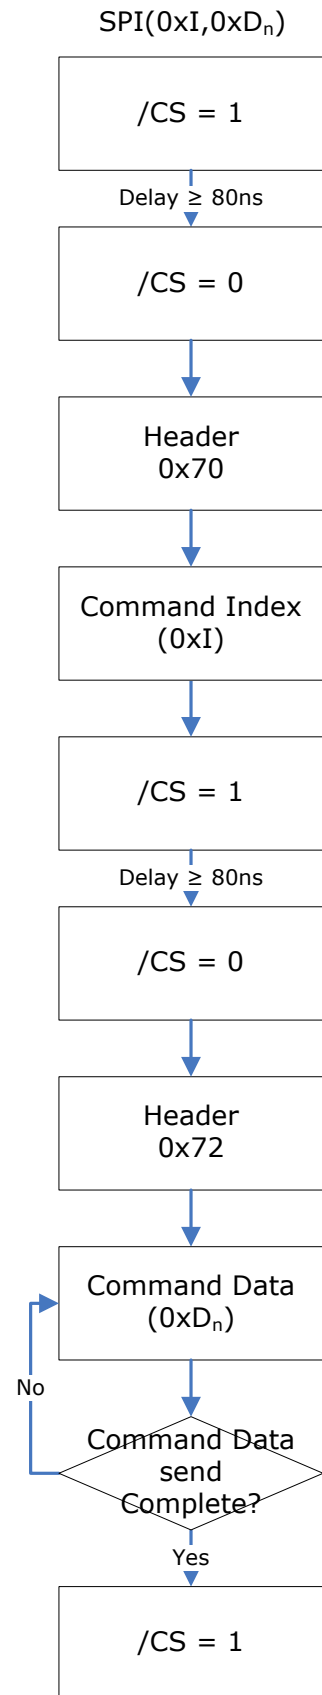 SPI(0xI,0xDₙ)
/CS = 1
Delay ≥ 80ns
/CS = 0
Header
0x70
Command Index
(0xI)
/CS = 1
Delay ≥ 80ns
/CS = 0
Header
0x72
Command Data
(0xDₙ)
No
Command Data
send
Complete?
Yes
/CS = 1